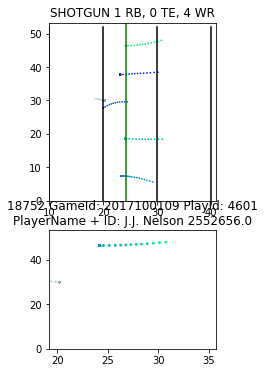 SHOTGUN 1 RB, 0 TE, 4 WR
50
40
30
20
10
0
10 20 30 40
18752 GameId: 2017100109 PlayId: 4601
PlayerName + ID: J.J. Nelson 2552656.0
40
20
0
20 25 30 35